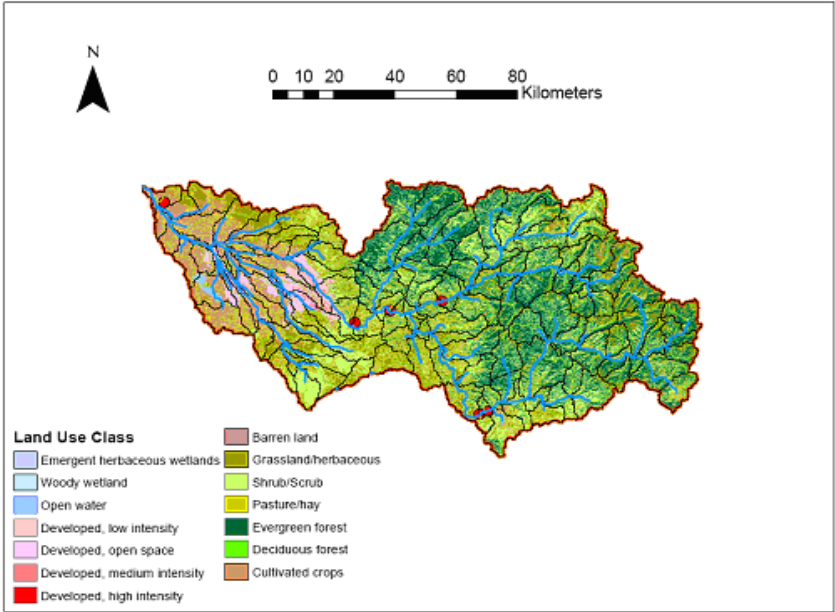 N
0 10 20 40 60 80
Kilometers
Land Use Class
Emergent herbaceous wetlands
Woody wetland
Open water
Developed, low intensity
Developed, open space
Developed, medium intensity
Developed, high intensity
Barren land
Grassland/herbaceous
Shrub/Scrub
Pasture/hay
Evergreen forest
Deciduous forest
Cultivated crops